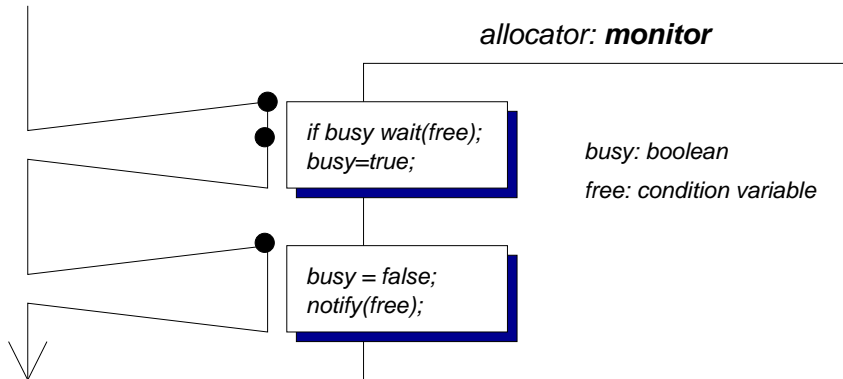 allocator: monitor
if busy wait(free);
busy=true;
busy: boolean
free: condition variable
busy = false;
notify(free);